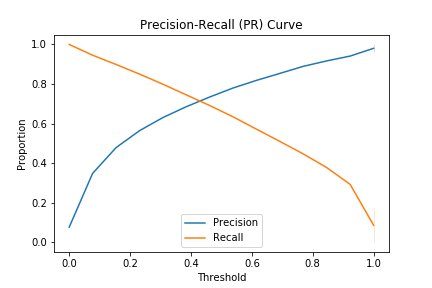 Precision-Recall (PR) Curve
1.0
0.8
0.6
0.4
0.2
0.0
Proportion
Precision
Recall
0.0 0.2 0.4 0.6 0.8 1.0
Threshold